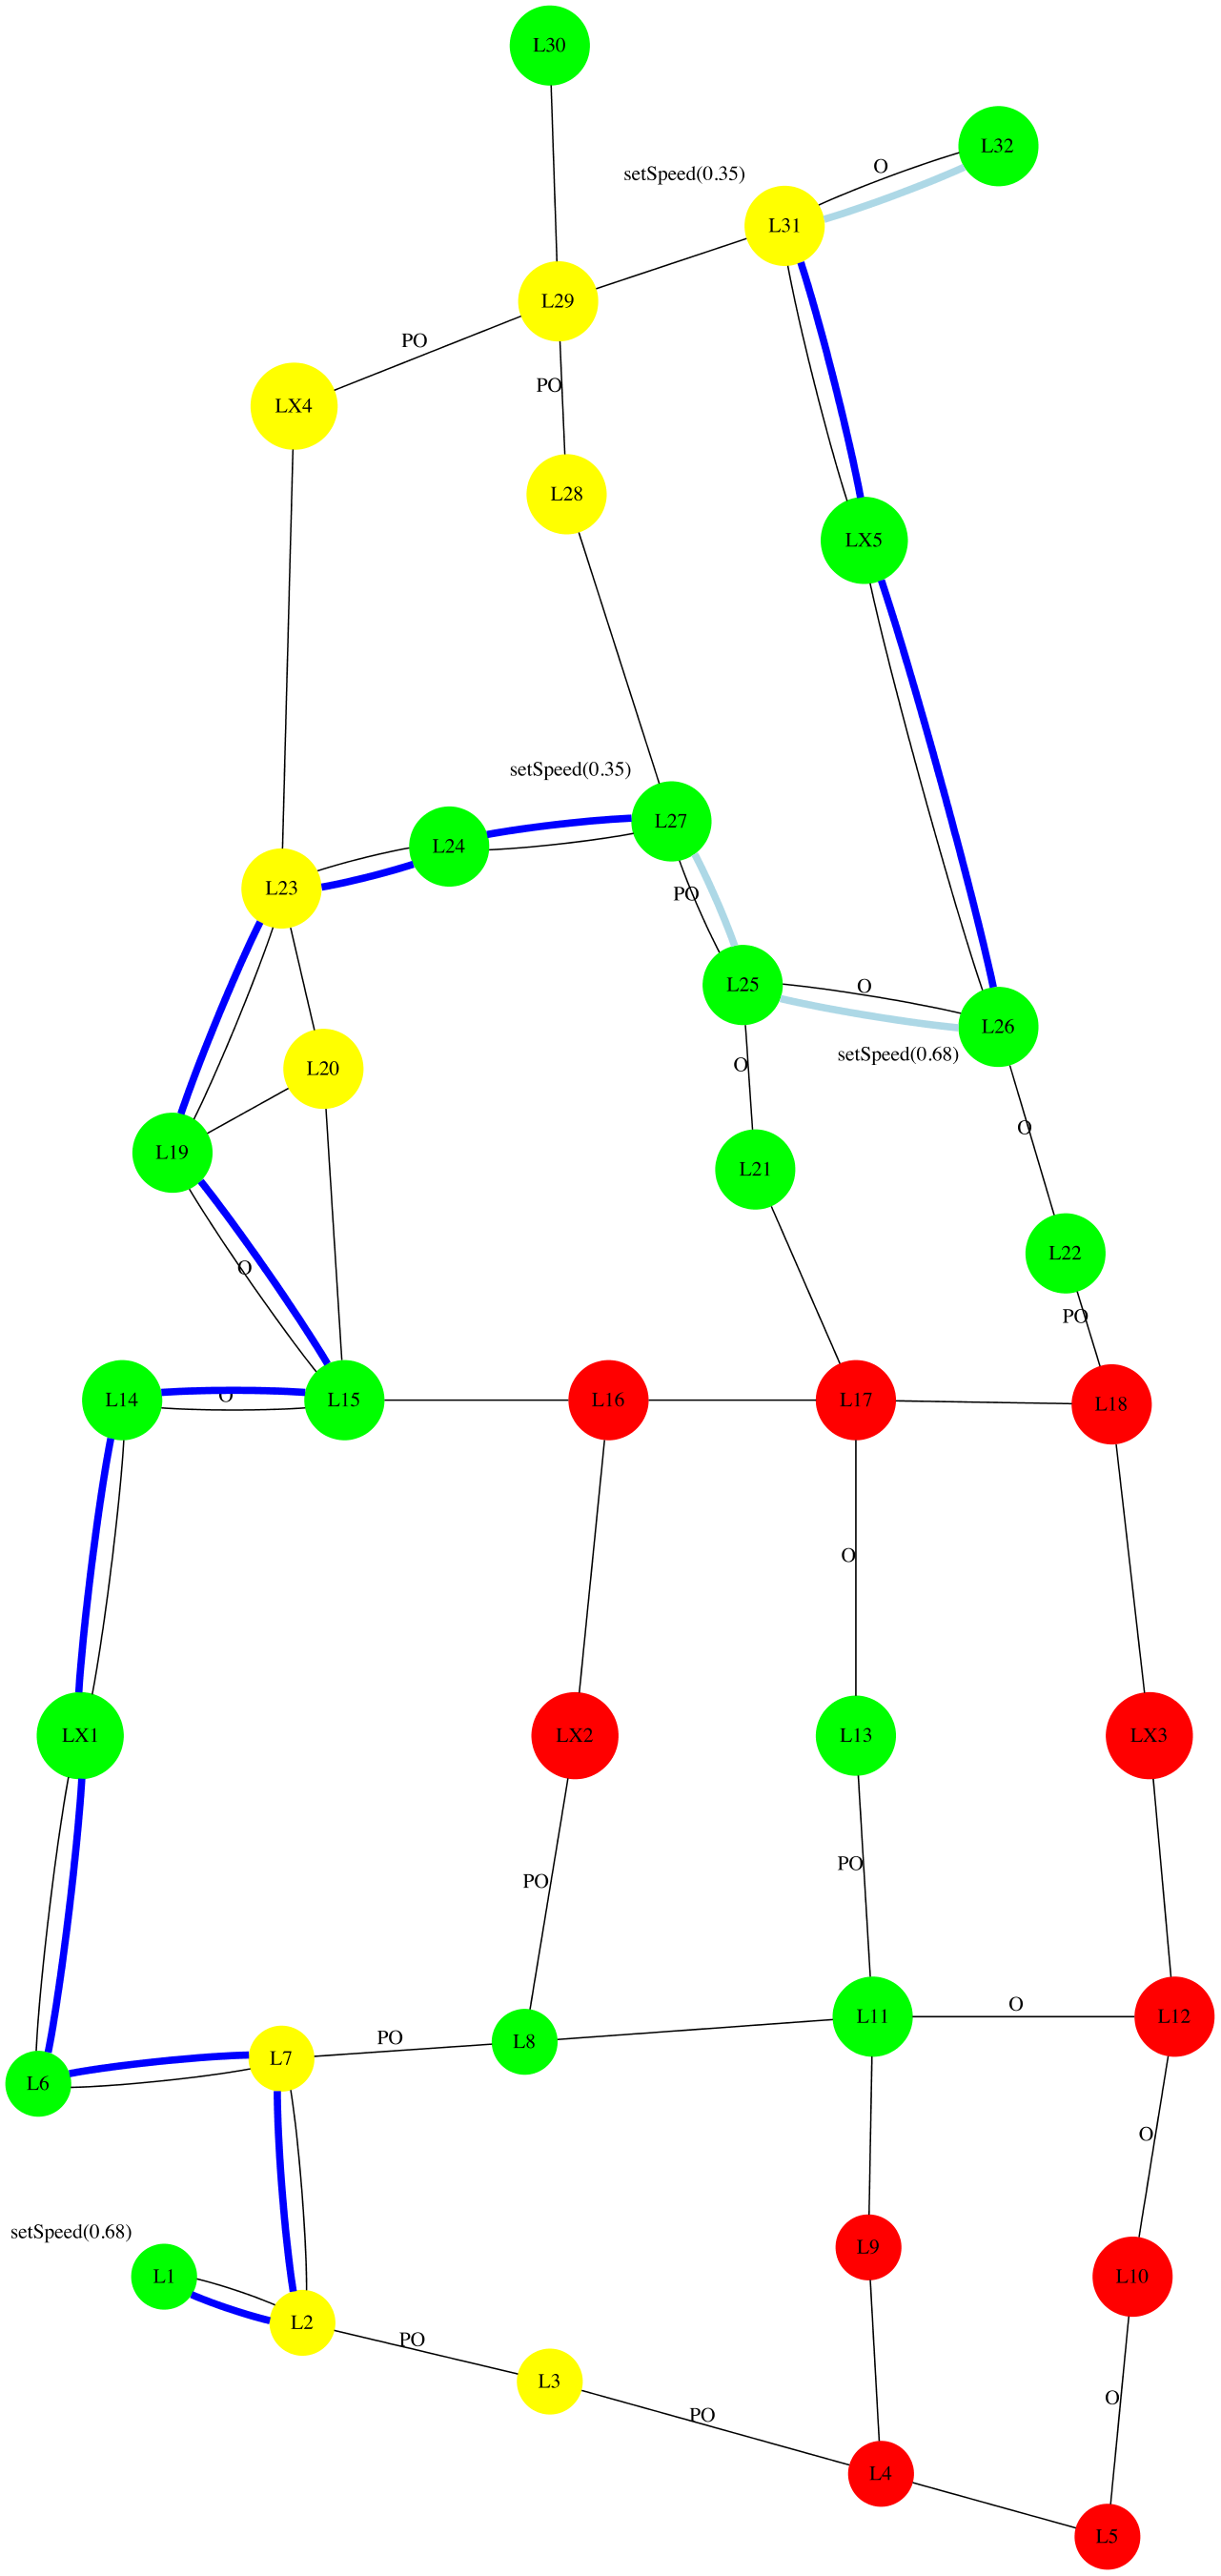 L30
O
L32
setSpeed(0.35)
L31
L29
PO
PO
LX4
L28
LX5
setSpeed(0.35)
L27
L24
L23
PO
L25
O
L26
setSpeed(0.68)
O
L20
O
L19
L21
L22
O
PO
L14
O
L15
L16
L17
L18
O
LX1
LX2
L13
LX3
PO
PO
O
L11
L12
PO
L8
L7
L6
O
setSpeed(0.68)
L9
L1
L10
L2
PO
L3
O
PO
L4
L5